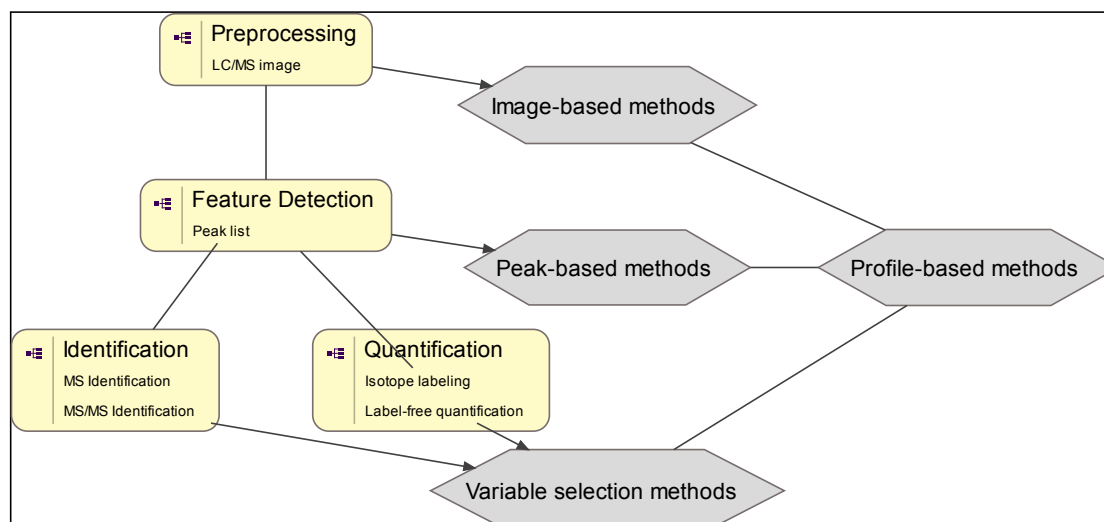 Preprocessing
LC/MS image
Image-based methods
Feature Detection
Peak list
Peak-based methods
Profile-based methods
Identification
MS Identification
MS/MS Identification
Quantification
Isotope labeling
Label-free quantification
Variable selection methods